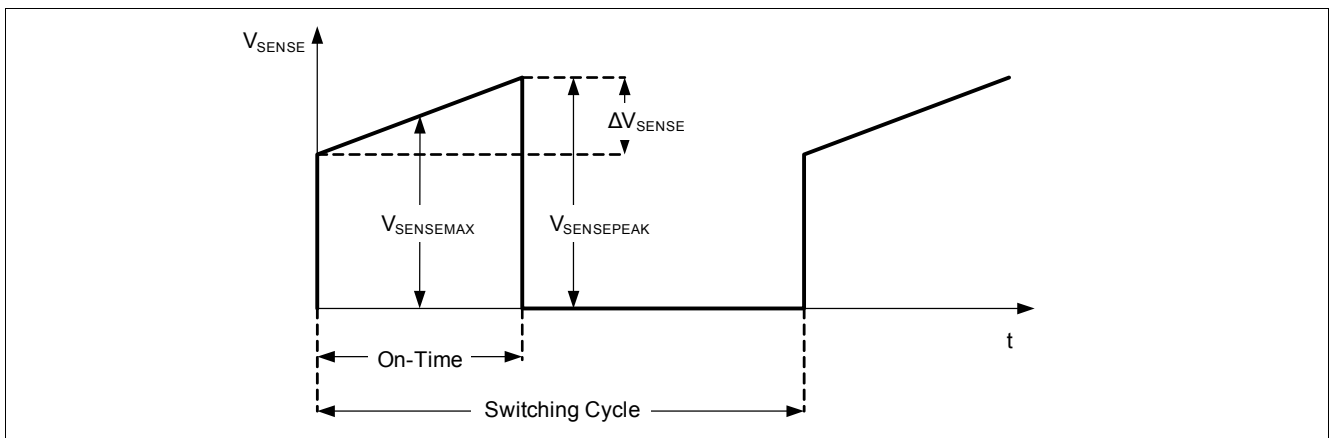 VSENSE
ΔVSENSE
VSENSEMAX
VSENSEPEAK
t
On-Time
Switching Cycle